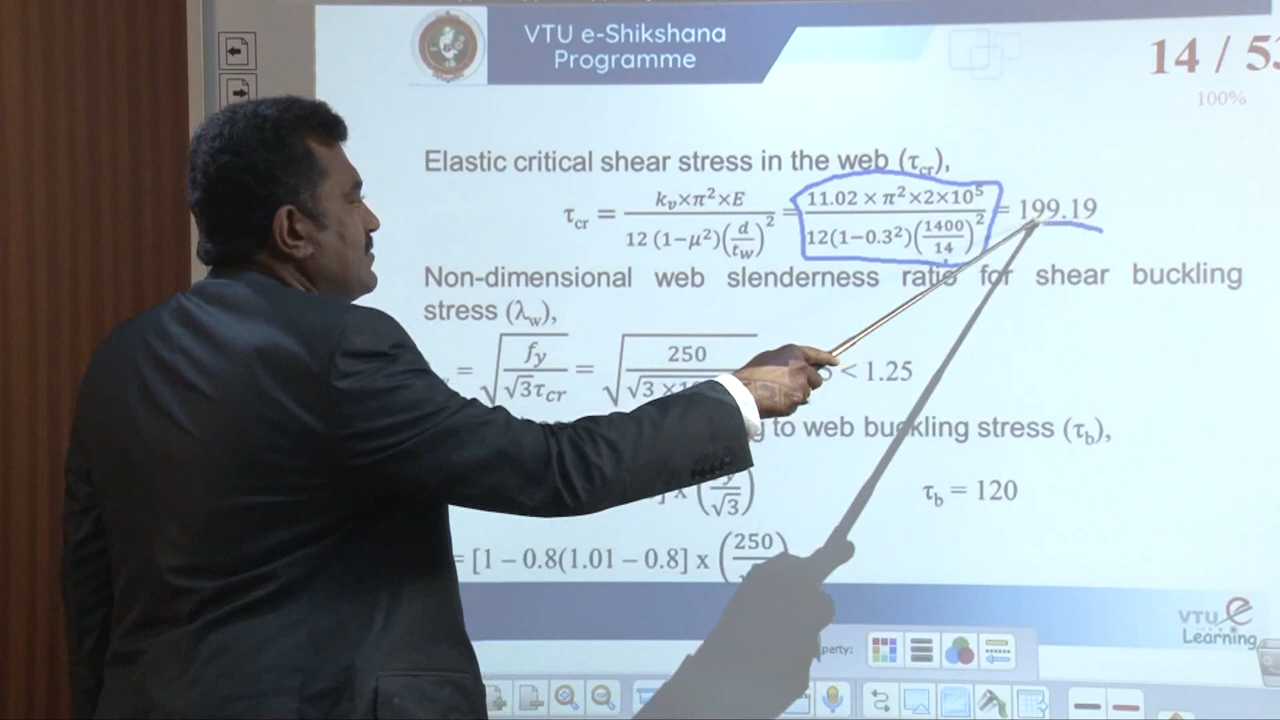 VTU e-Shikshana
Programme
14 / 53
100%
Elastic critical shear stress in the web (τcr),
τcr = kv×π²×E / 12 (1−μ²)(d/tw)² = 11.02 × π²×2×10⁵ / 12(1−0.3²)(1400/14)² = 199.19
Non-dimensional web slenderness ratio for shear buckling
stress (λw),
= √(fy / √3τcr) = √(250 / √3 ×1 < 1.25
to web buckling stress (τb),
] x (y/√3)
τb = 120
= [1 − 0.8(1.01 − 0.8] x (250
VTU e
Learning
perty: